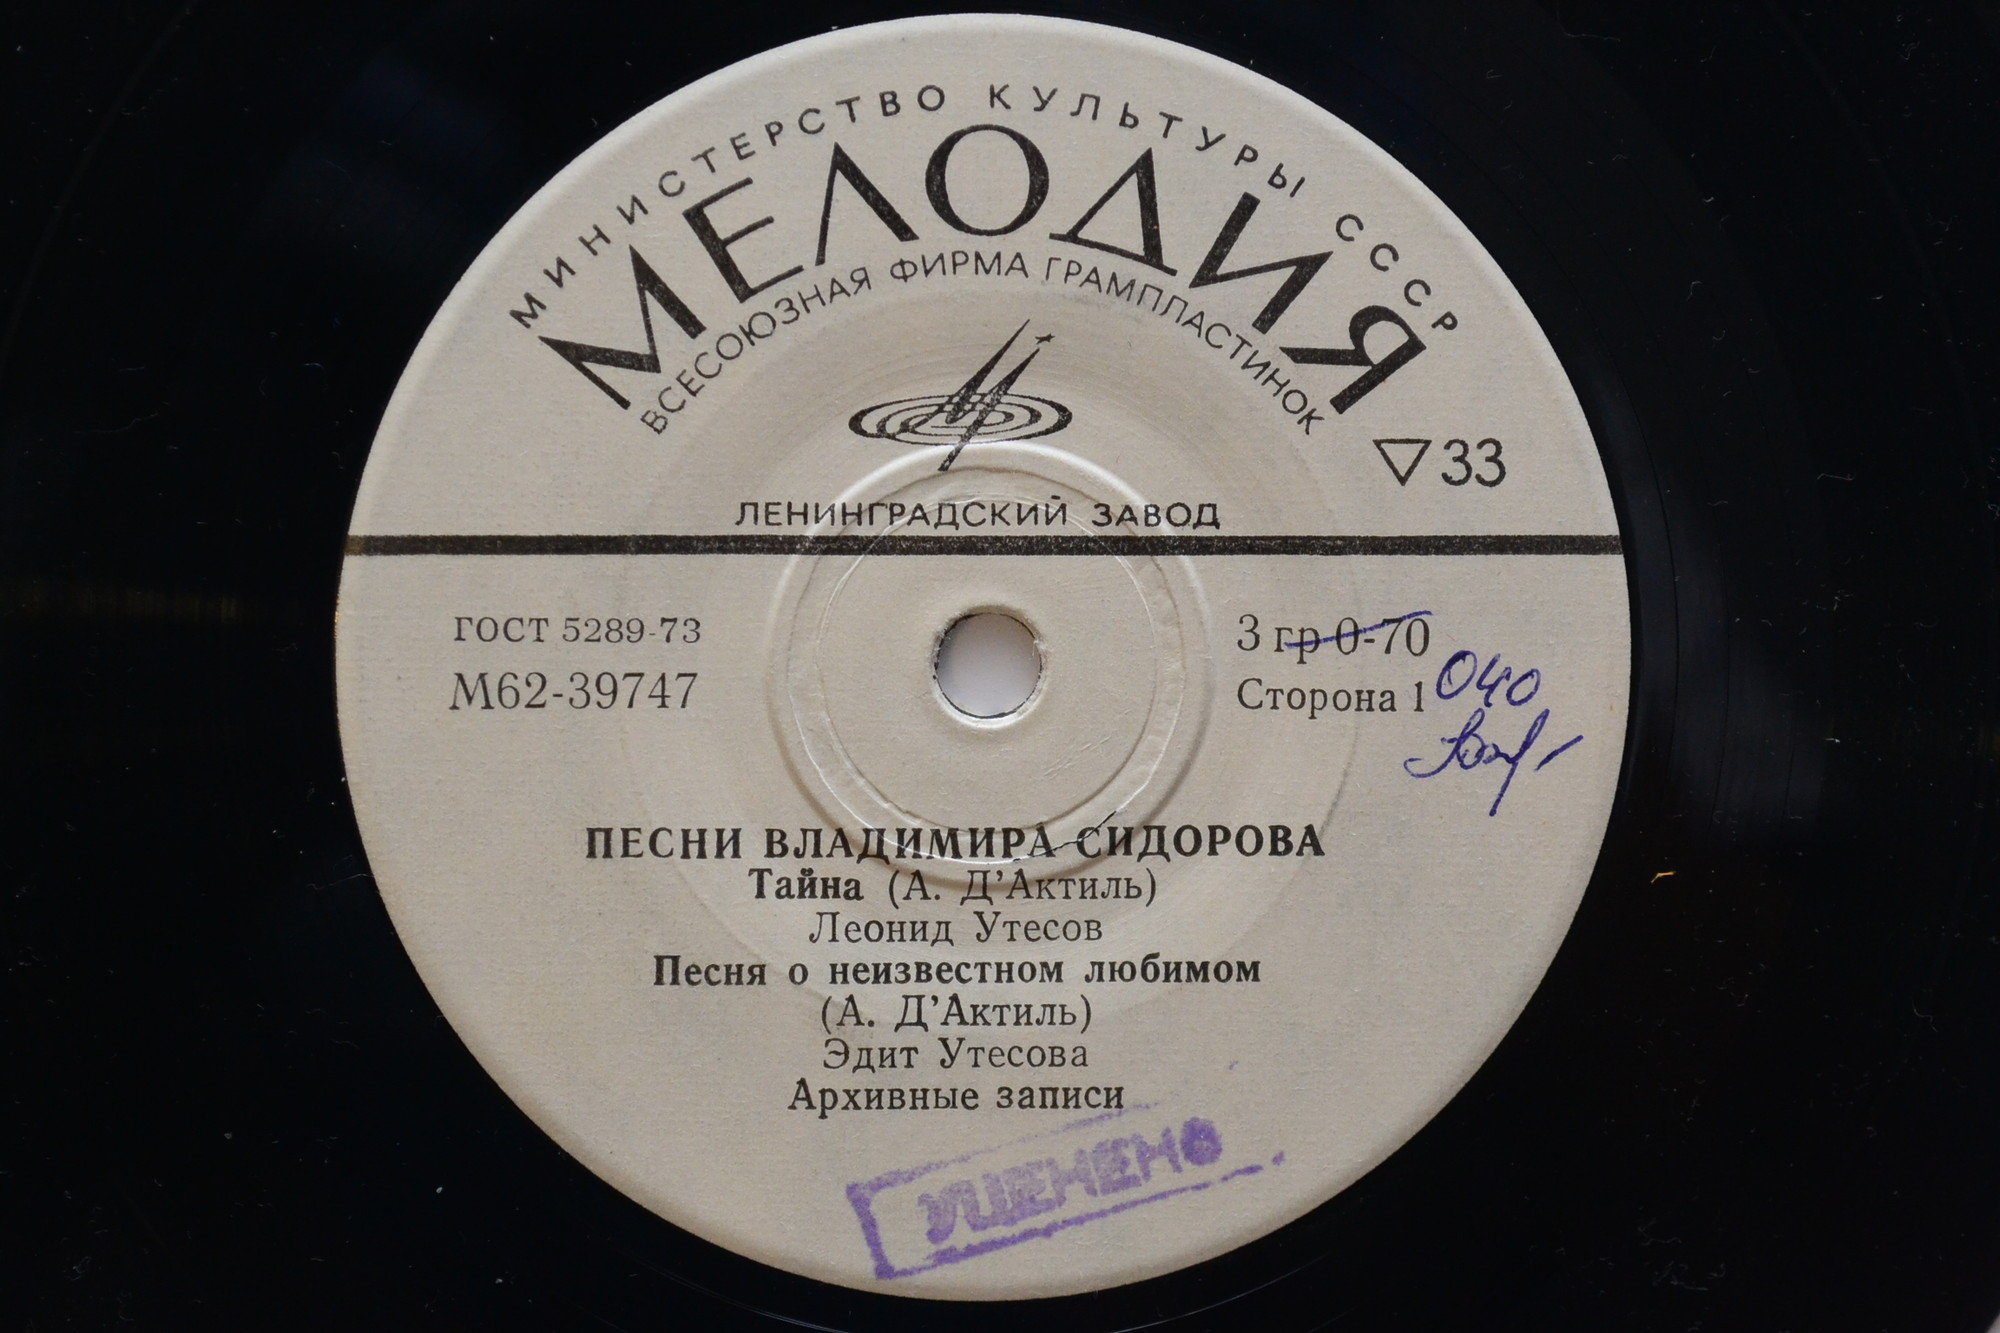 МИНИСТЕРСТВО КУЛЬТУРЫ СССР
МЕЛОДИЯ
ВСЕСОЮЗНАЯ ФИРМА ГРАМПЛАСТИНОК
▽33
ЛЕНИНГРАДСКИЙ ЗАВОД
ГОСТ 5289-73
М62-39747
3 гр 0-70
040
Сторона 1
ПЕСНИ ВЛАДИМИРА СИДОРОВА
Тайна (А. Д’Актиль)
Леонид Утесов
Песня о неизвестном любимом
(А. Д’Актиль)
Эдит Утесова
Архивные записи
УЦЕНЕНО